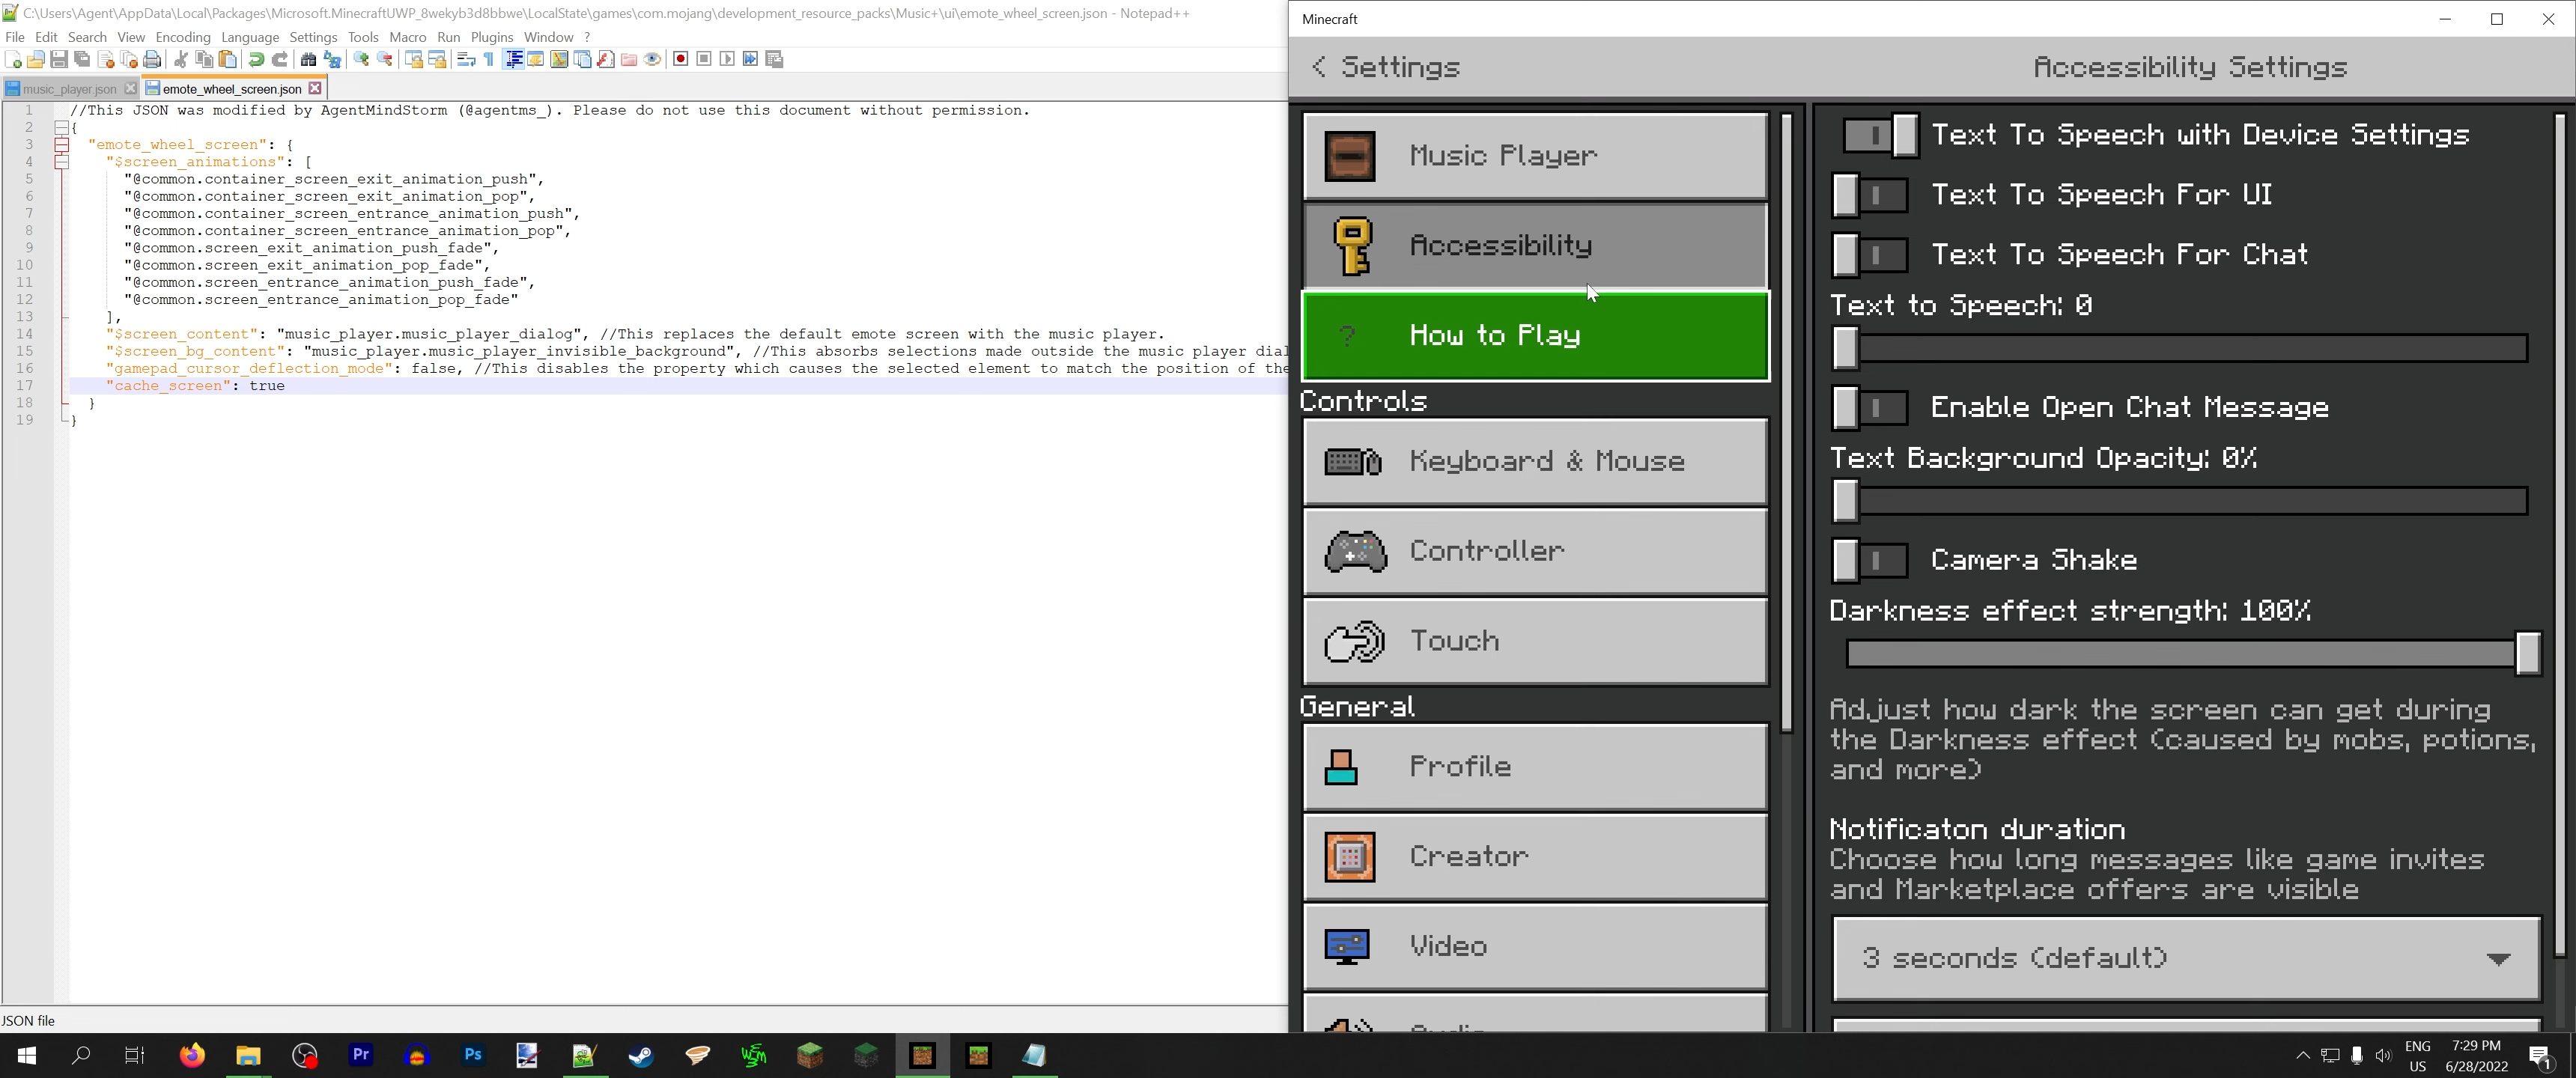 C:\Users\Agent\AppData\Local\Packages\Microsoft.MinecraftUWP_8wekyb3d8bbwe\LocalState\games\com.mojang\development_resource_packs\Music+\ui\emote_wheel_screen.json - Notepad++
File Edit Search View Encoding Language Settings Tools Macro Run Plugins Window ?
music_player.json emote_wheel_screen.json
1 //This JSON was modified by AgentMindStorm (@agentms_). Please do not use this document without permission.
2 {
3 "emote_wheel_screen": {
4 "$screen_animations": [
5 "@common.container_screen_exit_animation_push",
6 "@common.container_screen_exit_animation_pop",
7 "@common.container_screen_entrance_animation_push",
8 "@common.container_screen_entrance_animation_pop",
9 "@common.screen_exit_animation_push_fade",
10 "@common.screen_exit_animation_pop_fade",
11 "@common.screen_entrance_animation_push_fade",
12 "@common.screen_entrance_animation_pop_fade"
13 ],
14 "$screen_content": "music_player.music_player_dialog", //This replaces the default emote screen with the music player.
15 "$screen_bg_content": "music_player.music_player_invisible_background", //This absorbs selections made outside the music player dial
16 "gamepad_cursor_deflection_mode": false, //This disables the property which causes the selected element to match the position of the
17 "cache_screen": true
18 }
19 }
JSON file
Minecraft
< Settings
Accessibility Settings
Music Player
Accessibility
? How to Play
Controls
Keyboard & Mouse
Controller
Touch
General
Profile
Creator
Video
Text To Speech with Device Settings
Text To Speech For UI
Text To Speech For Chat
Text to Speech: 0
Enable Open Chat Message
Text Background Opacity: 0%
Camera Shake
Darkness effect strength: 100%
Adjust how dark the screen can get during
the Darkness effect (caused by mobs, potions,
and more)
Notificaton duration
Choose how long messages like game invites
and Marketplace offers are visible
3 seconds (default)
Pr
Ps
ENG
US
7:29 PM
6/28/2022
1